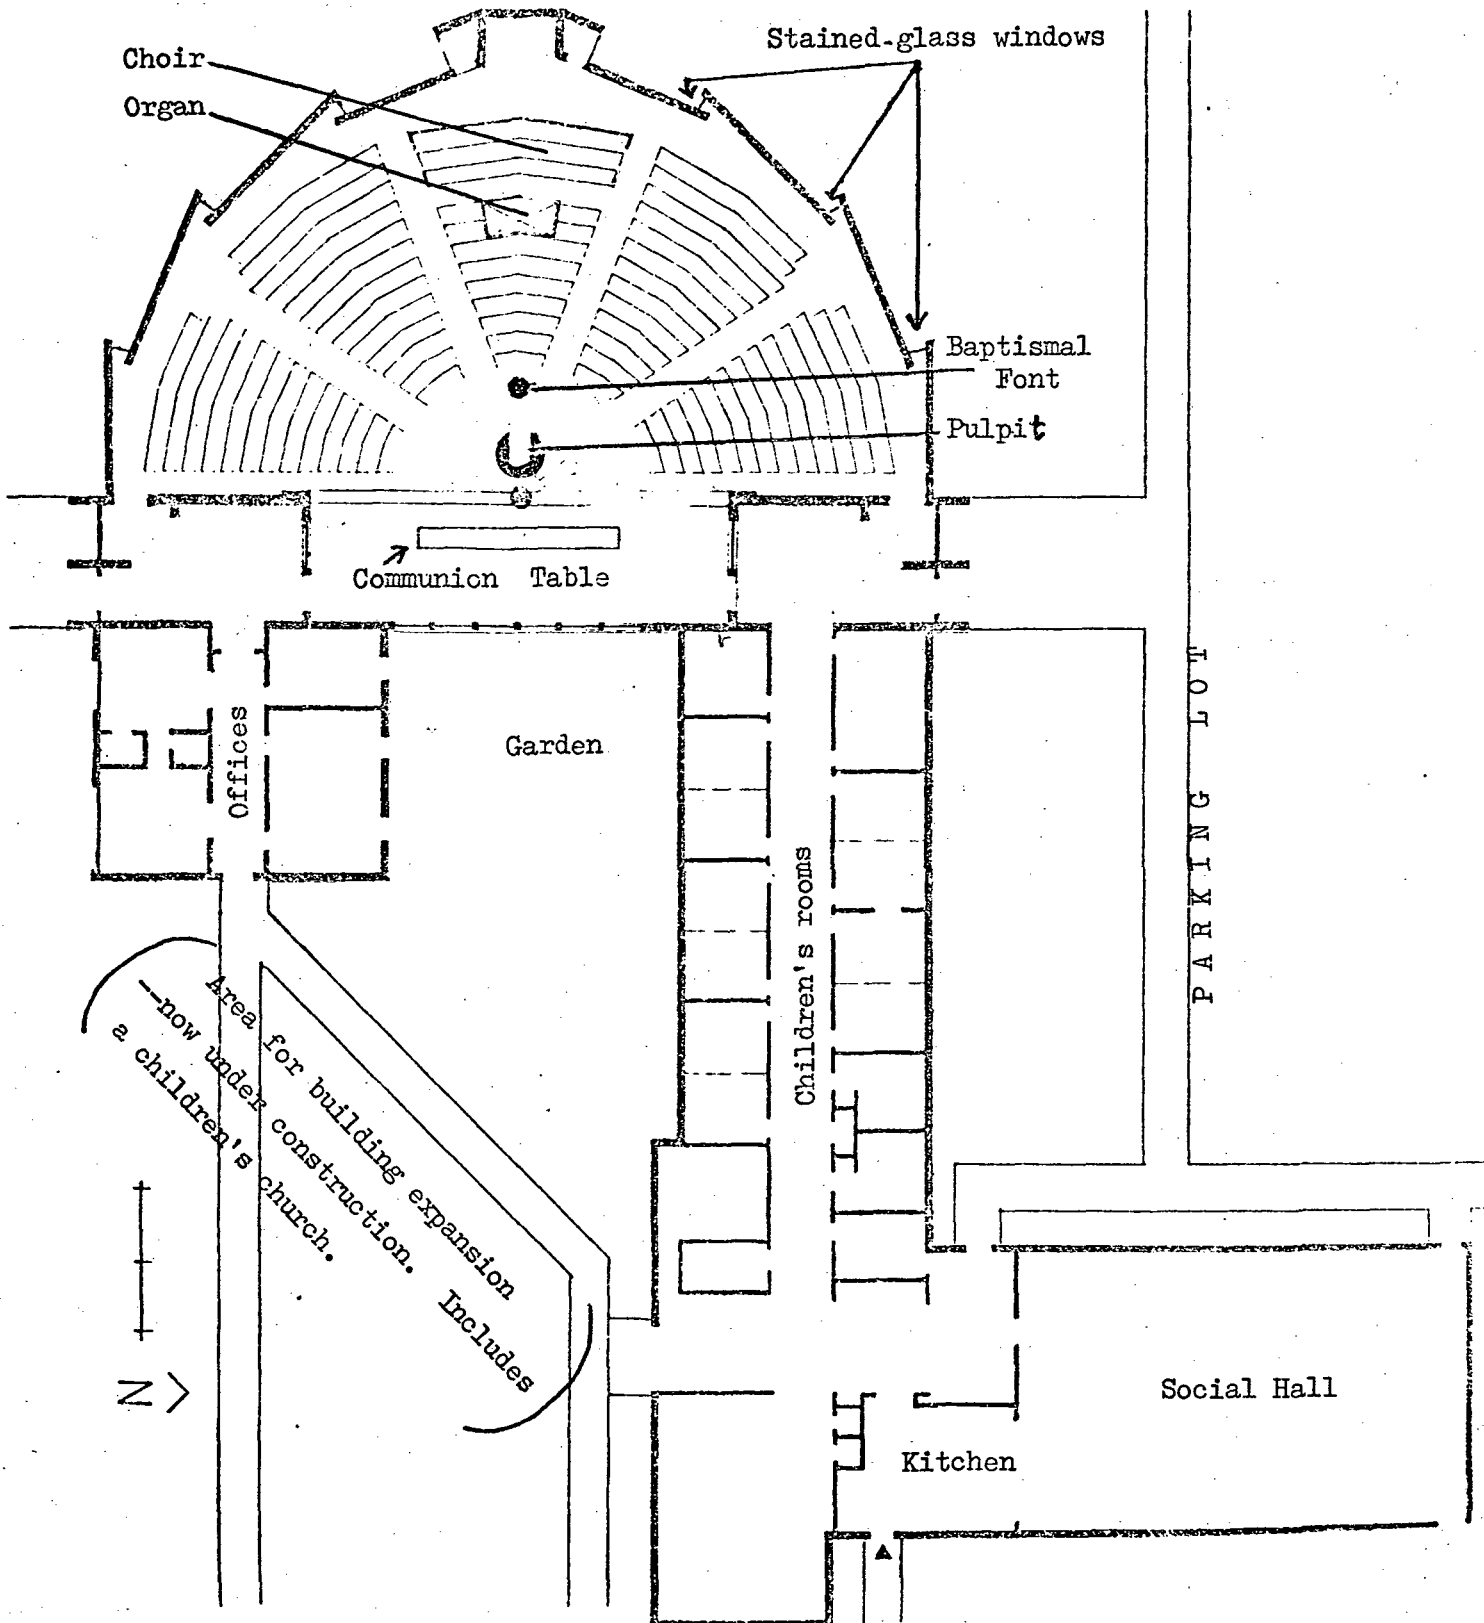 Choir
Stained-glass windows
Organ
Baptismal
Font
Pulpit
Communion Table
Offices
Garden
Children's rooms
PARKING LOT
Area for building expansion
--now under construction. Includes
a children's church.
N
Social Hall
Kitchen